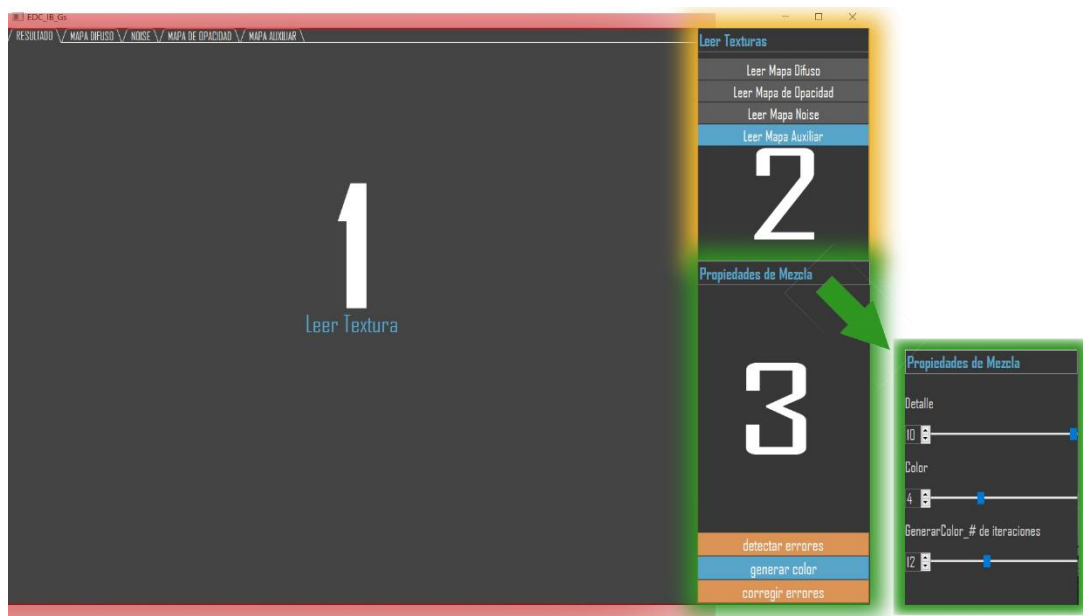 EDC_IB_Gs
RESULTADO \/ MAPA DIFUSO \/ NOISE \/ MAPA DE OPACIDAD \/ MAPA AUXILIAR
1
Leer Textura
Leer Texturas
Leer Mapa Difuso
Leer Mapa de Opacidad
Leer Mapa Noise
Leer Mapa Auxiliar
2
Propiedades de Mezcla
3
detectar errores
generar color
corregir errores
Propiedades de Mezcla
Detalle
10
Color
4
GenerarColor_# de iteraciones
12